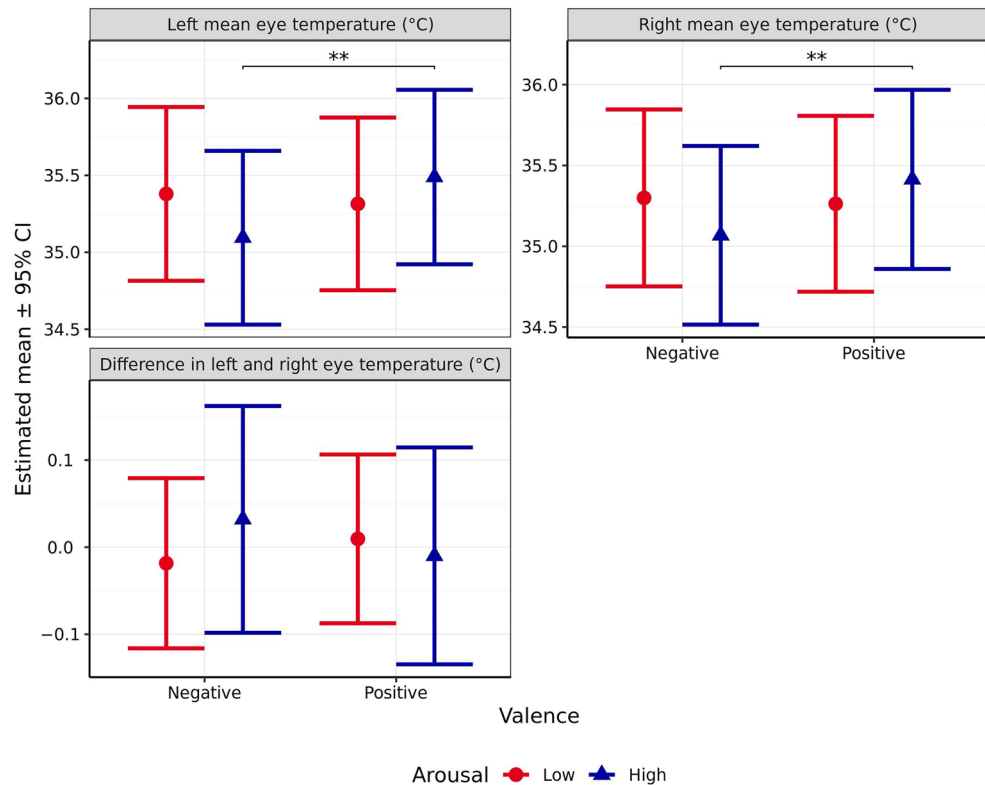 Left mean eye temperature (°C)
Right mean eye temperature (°C)
**
**
36.0
35.5
35.0
34.5
36.0
35.5
35.0
34.5
Negative
Positive
Estimated mean ± 95% CI
Difference in left and right eye temperature (°C)
0.1
0.0
−0.1
Negative
Positive
Valence
Arousal Low High